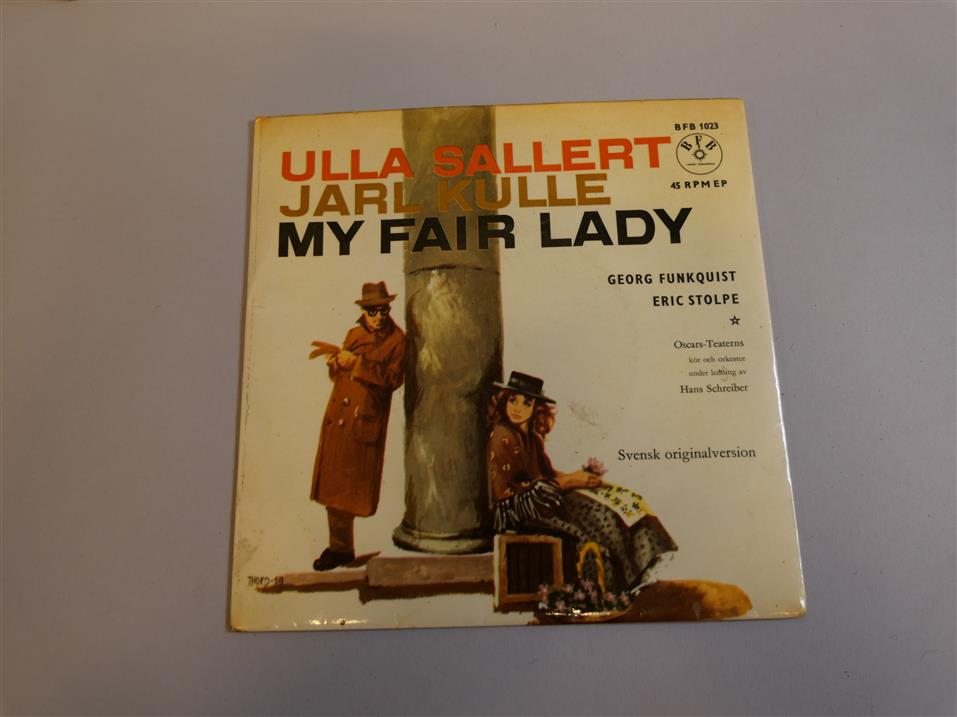 BFB 1023
BFB
45 RPM EP
ULLA SALLERT
JARL KULLE
MY FAIR LADY
GEORG FUNKQUIST
ERIC STOLPE
Oscars-Teaterns
kör och orkester
under ledning av
Hans Schreiber
Svensk originalversion